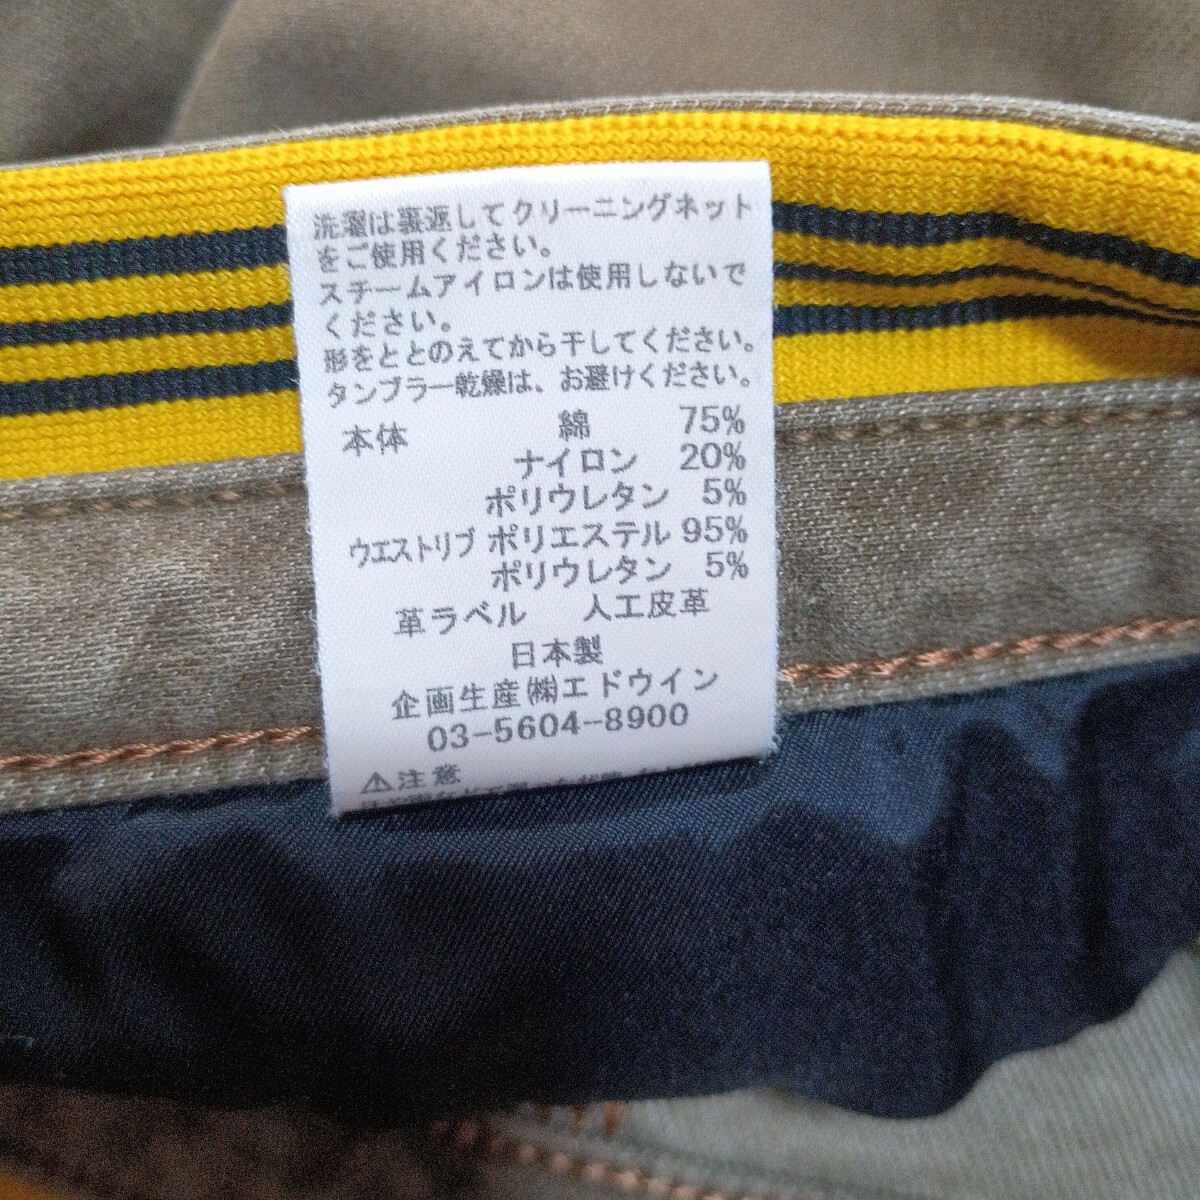 洗濯は裏返してクリーニングネット
をご使用ください。
スチームアイロンは使用しないで
ください。
形をととのえてから干してください。
タンブラー乾燥は、お避けください。
本体 綿 75%
ナイロン 20%
ポリウレタン 5%
ウエストリブ ポリエステル 95%
ポリウレタン 5%
革ラベル 人工皮革
日本製
企画生産㈱エドウイン
03-5604-8900
⚠注意